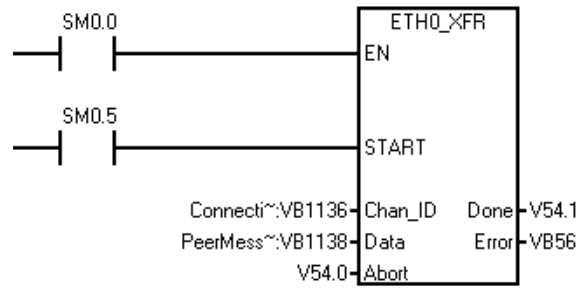 SM0.0
ETH0_XFR
EN
SM0.5
START
Connecti~:VB1136 Chan_ID Done V54.1
PeerMess~:VB1138 Data Error VB56
V54.0 Abort